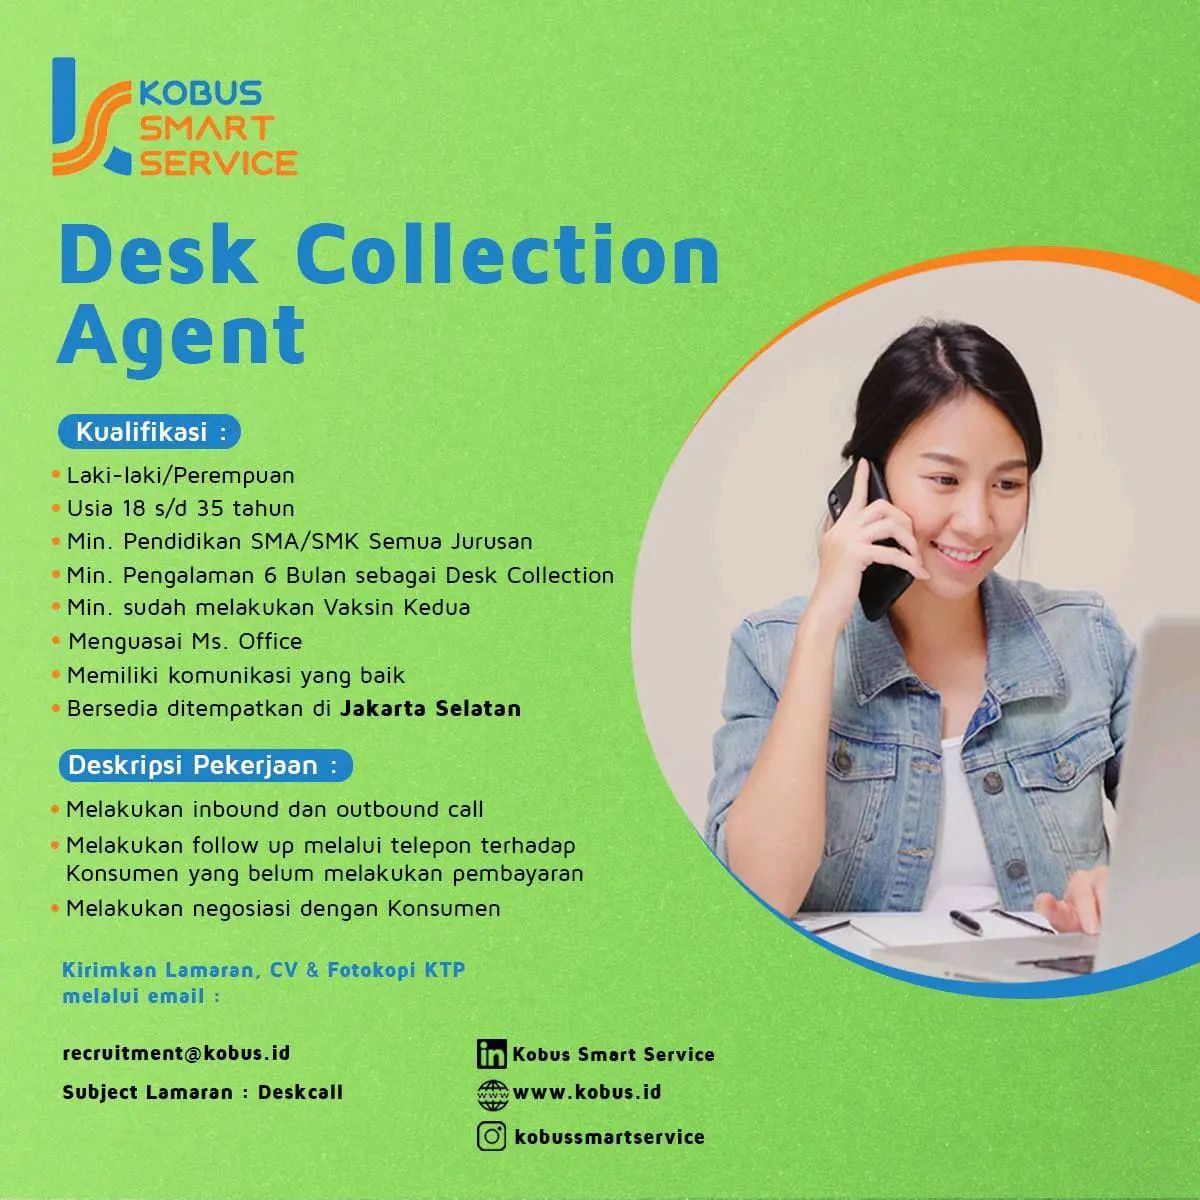 KOBUS
SMART
SERVICE
Desk Collection
Agent
Kualifikasi :
• Laki-laki/Perempuan
• Usia 18 s/d 35 tahun
• Min. Pendidikan SMA/SMK Semua Jurusan
• Min. Pengalaman 6 Bulan sebagai Desk Collection
• Min. sudah melakukan Vaksin Kedua
• Menguasai Ms. Office
• Memiliki komunikasi yang baik
• Bersedia ditempatkan di Jakarta Selatan
Deskripsi Pekerjaan :
• Melakukan inbound dan outbound call
• Melakukan follow up melalui telepon terhadap
Konsumen yang belum melakukan pembayaran
• Melakukan negosiasi dengan Konsumen
Kirimkan Lamaran, CV & Fotokopi KTP
melalui email :
recruitment@kobus.id
Subject Lamaran : Deskcall
in Kobus Smart Service
www www.kobus.id
kobussmartservice